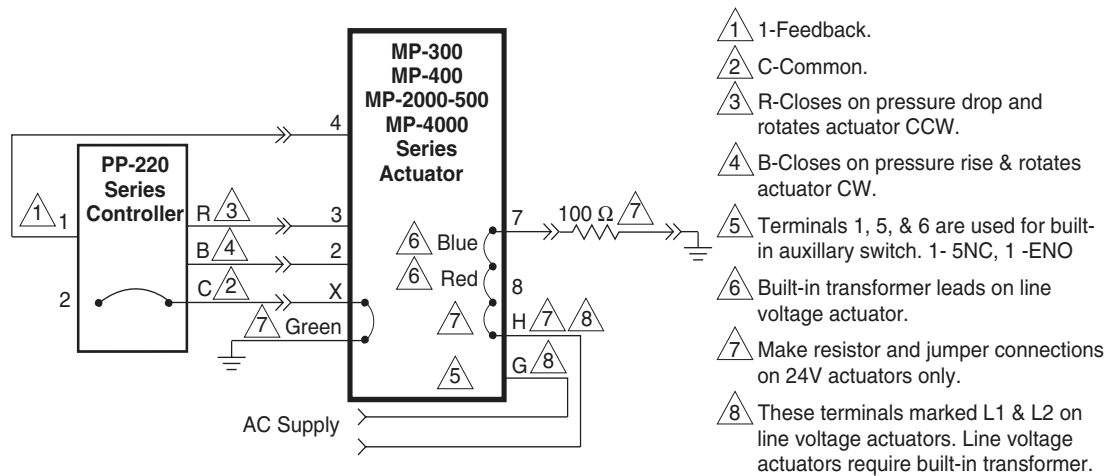 MP-300
MP-400
MP-2000-500
MP-4000
Series
Actuator
PP-220
Series
Controller
1
1
2
R
3
B
4
C
2
7
Green
4
3
2
X
6
Blue
6
Red
7
5
7
100 Ω
7
8
H
7
8
G
8
AC Supply
1 1-Feedback.
2 C-Common.
3 R-Closes on pressure drop and
rotates actuator CCW.
4 B-Closes on pressure rise & rotates
actuator CW.
5 Terminals 1, 5, & 6 are used for built-
in auxillary switch. 1- 5NC, 1 -ENO
6 Built-in transformer leads on line
voltage actuator.
7 Make resistor and jumper connections
on 24V actuators only.
8 These terminals marked L1 & L2 on
line voltage actuators. Line voltage
actuators require built-in transformer.